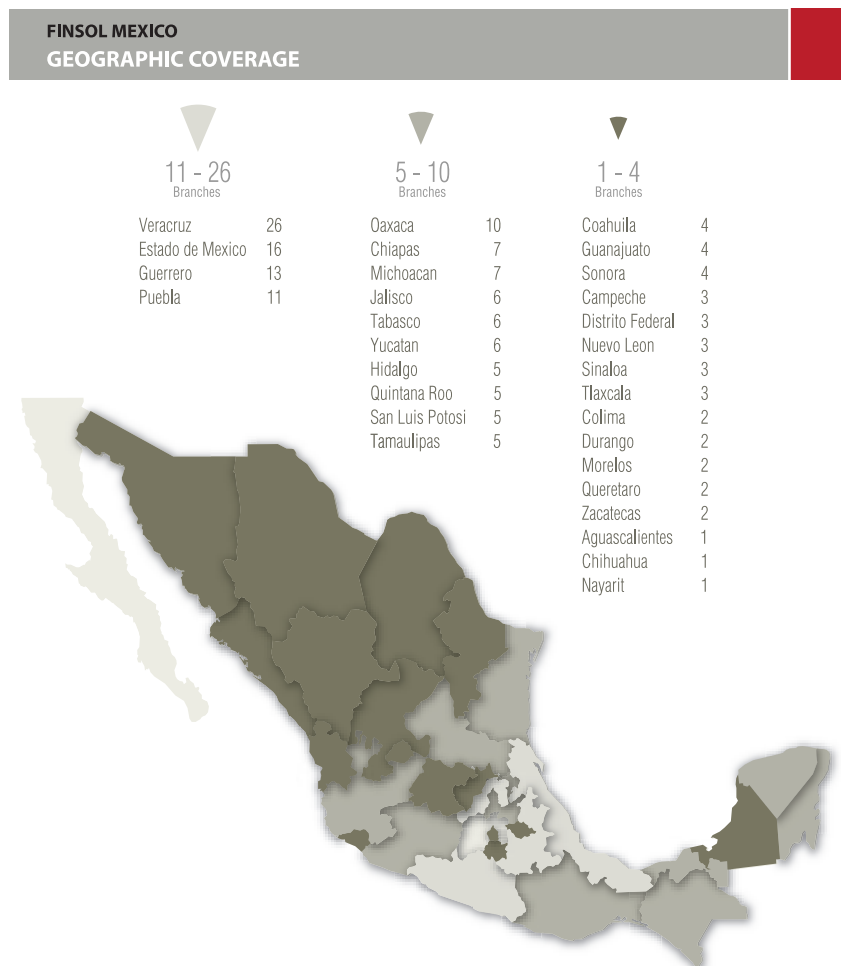 FINSOL MEXICO
GEOGRAPHIC COVERAGE
11 - 26
Branches
Veracruz 26
Estado de Mexico 16
Guerrero 13
Puebla 11
5 - 10
Branches
Oaxaca 10
Chiapas 7
Michoacan 7
Jalisco 6
Tabasco 6
Yucatan 6
Hidalgo 5
Quintana Roo 5
San Luis Potosi 5
Tamaulipas 5
1 - 4
Branches
Coahuila 4
Guanajuato 4
Sonora 4
Campeche 3
Distrito Federal 3
Nuevo Leon 3
Sinaloa 3
Tlaxcala 3
Colima 2
Durango 2
Morelos 2
Queretaro 2
Zacatecas 2
Aguascalientes 1
Chihuahua 1
Nayarit 1